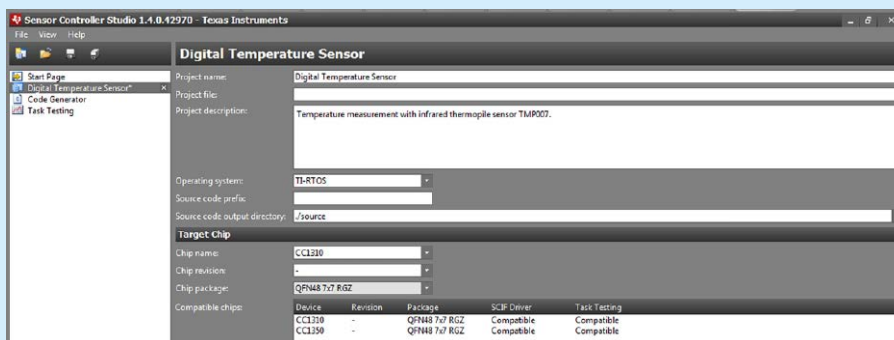 Sensor Controller Studio 1.4.0.42970 - Texas Instruments
File View Help
Digital Temperature Sensor
Start Page
Digital Temperature Sensor*
Code Generator
Task Testing
Project name: Digital Temperature Sensor
Project file:
Project description: Temperature measurement with infrared thermopile sensor TMP007.
Operating system: TI-RTOS
Source code prefix:
Source code output directory: ./source
Target Chip
Chip name: CC1310
Chip revision: -
Chip package: QFN48 7x7 RGZ
Compatible chips: Device Revision Package SCIF Driver Task Testing
CC1310 - QFN48 7x7 RGZ Compatible Compatible
CC1350 - QFN48 7x7 RGZ Compatible Compatible